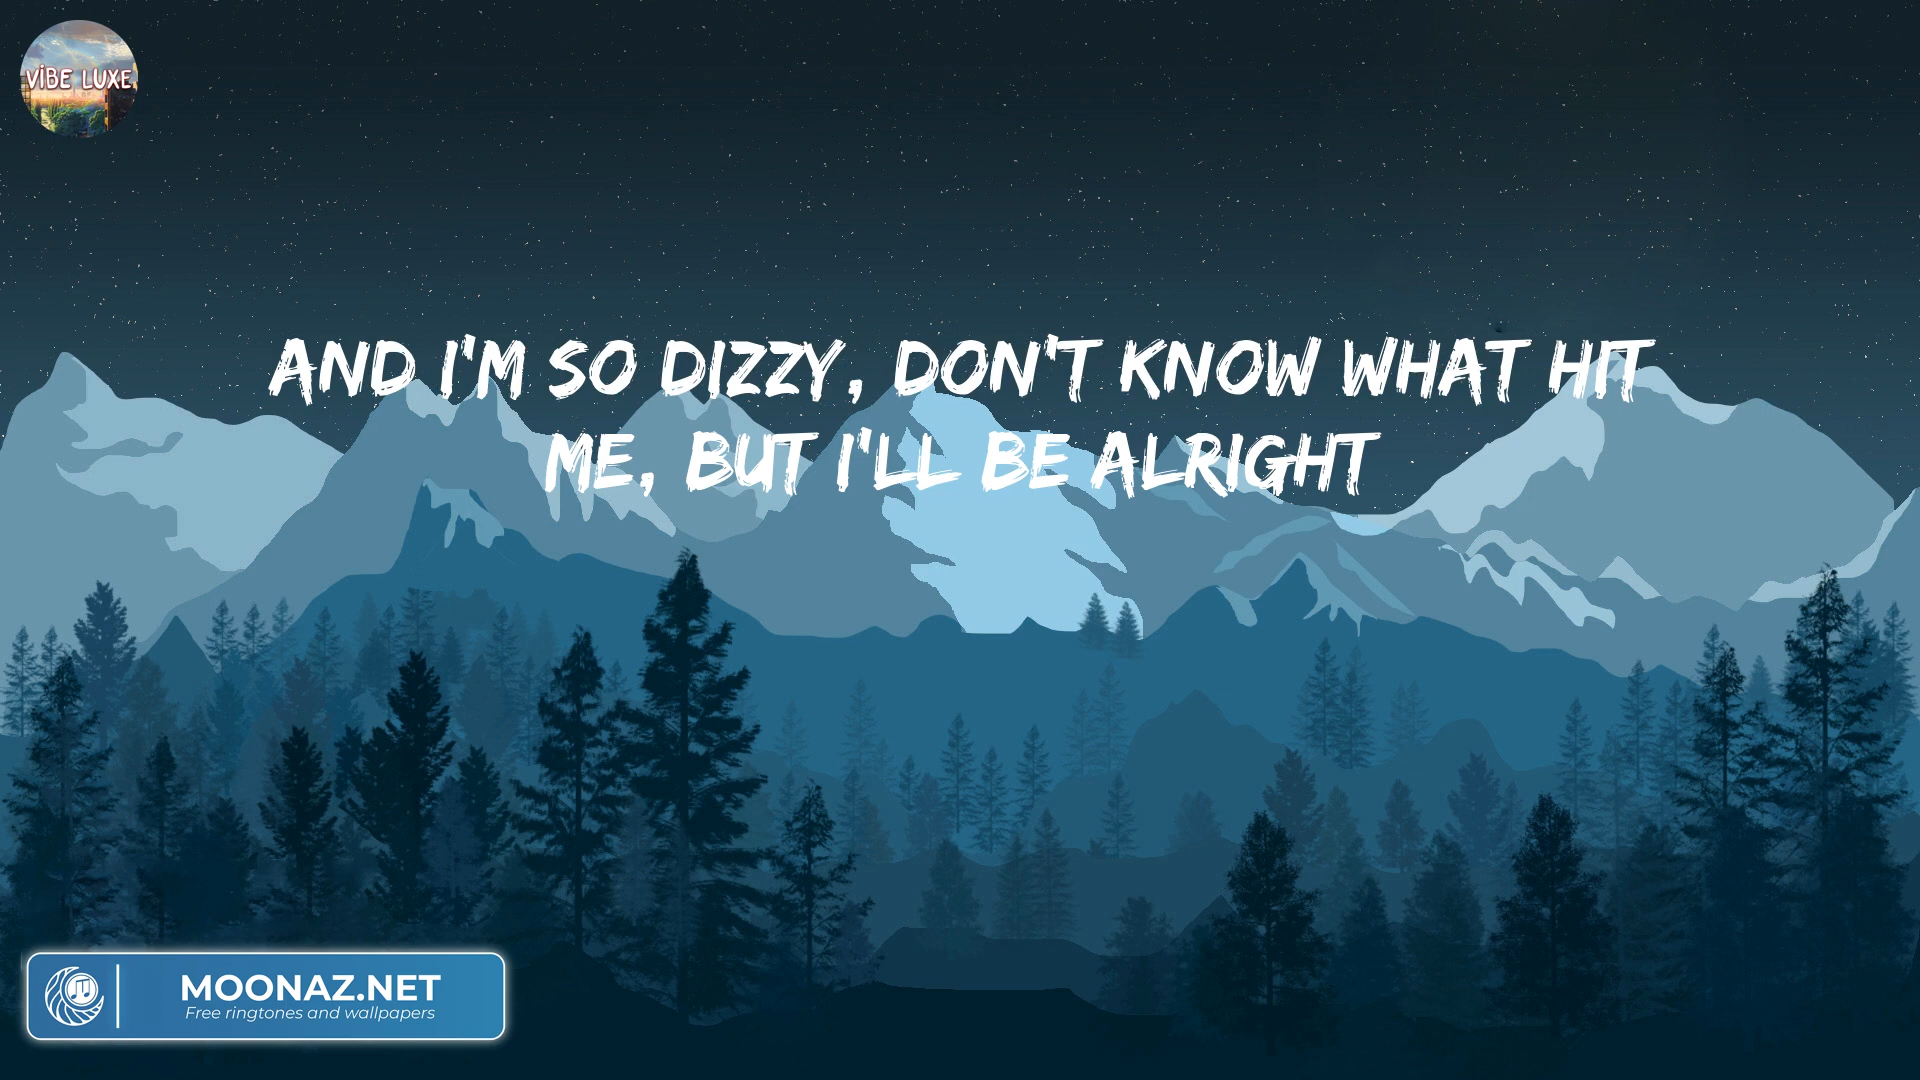 VIBE LUXE
AND I'M SO DIZZY, DON'T KNOW WHAT HIT
ME, BUT I'LL BE ALRIGHT
MOONAZ.NET
Free ringtones and wallpapers